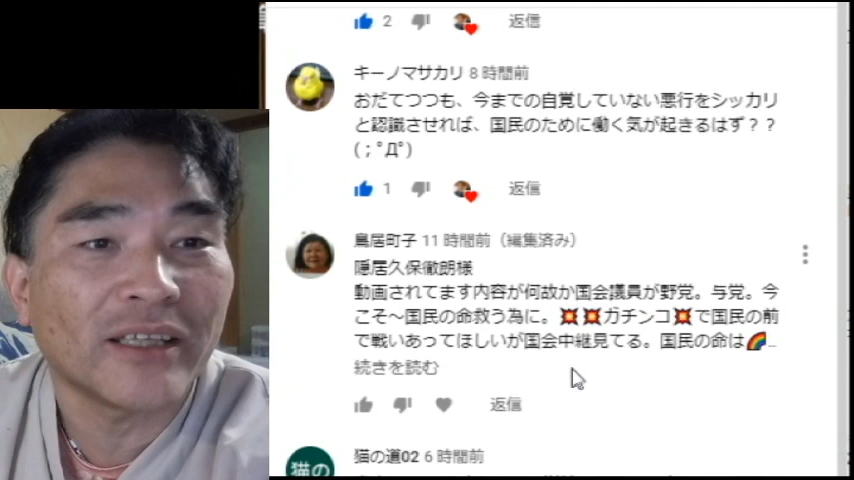 2 返信
キーノマサカリ 8 時間前
おだてつつも、今までの自覚していない悪行をシッカリ
と認識させれば、国民のために働く気が起きるはず？？
(；ﾟДﾟ)
1 返信
鳥居町子 11 時間前（編集済み）
隠居久保徹朗様
動画されてます内容が何故か国会議員が野党。与党。今
こそ〜国民の命救う為に。💥💥ガチンコ💥で国民の前
で戦いあってほしいが国会中継見てる。国民の命は🌈...
続きを読む
返信
猫の道02 6 時間前
猫の